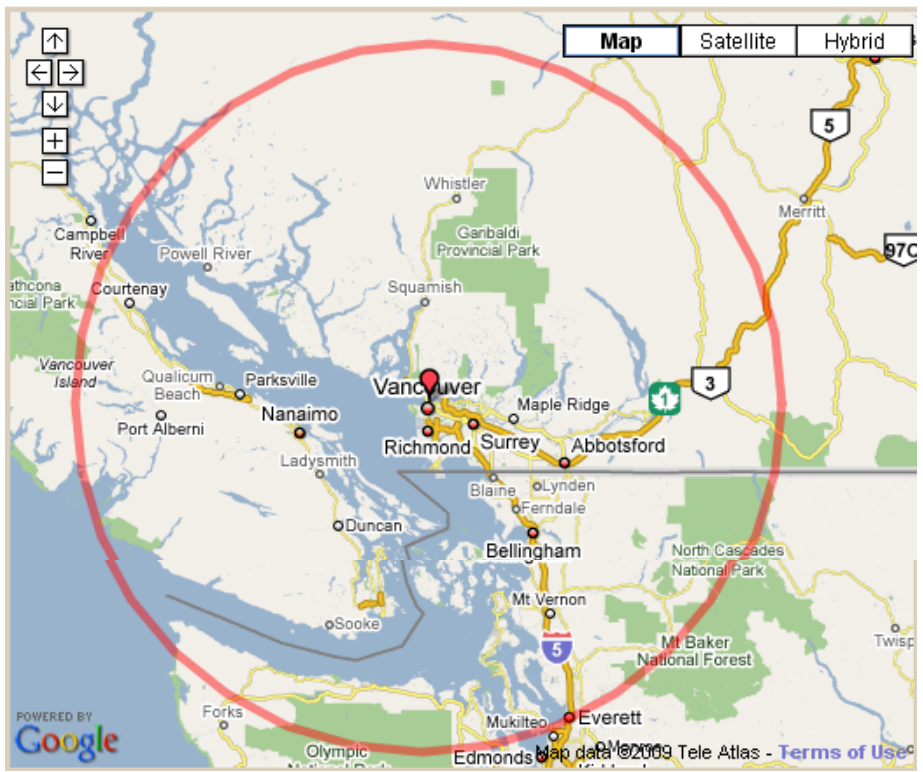 Map
Satellite
Hybrid
5
Whistler
Merritt
Garibaldi
Provincial Park
Campbell
River
Powell River
97C
athcona
ncial Park
Courtenay
Squamish
Vancouver
Island
Qualicum
Beach
Parksville
Vancouver
3
1
Maple Ridge
Port Alberni
Nanaimo
Richmond
Surrey
Abbotsford
Ladysmith
Blaine
Lynden
Ferndale
Duncan
Bellingham
North Cascades
National Park
Mt Vernon
Sooke
5
Mt Baker
National Forest
Twisp
Forks
Mukilteo
Everett
POWERED BY
Google
Olympic
Edmonds
Map data ©2009 Tele Atlas - Terms of Use